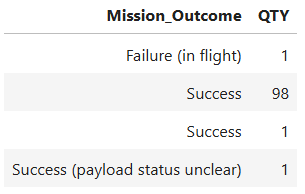 Mission_Outcome QTY
Failure (in flight) 1
Success 98
Success 1
Success (payload status unclear) 1